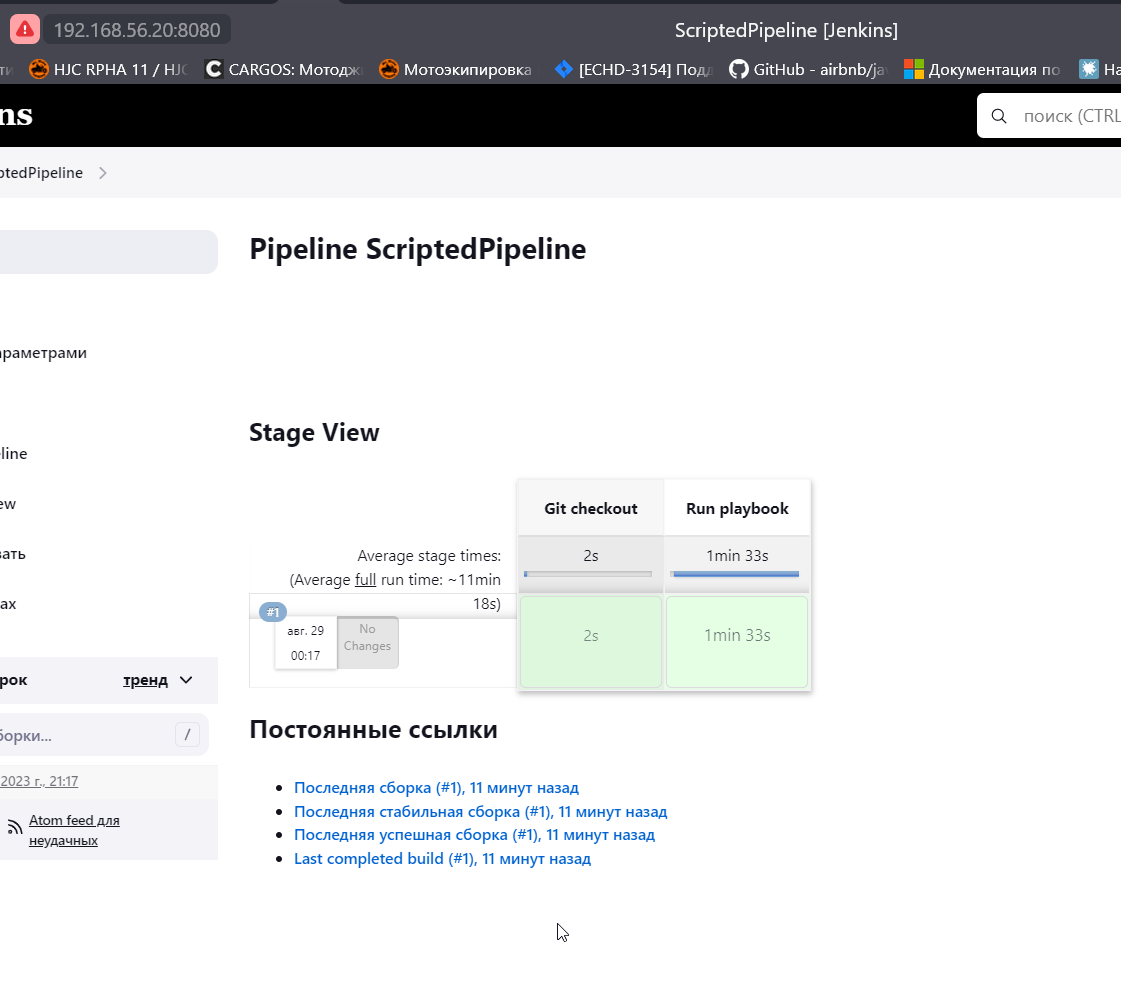 192.168.56.20:8080
ScriptedPipeline [Jenkins]
HJC RPHA 11 / HJC
CARGOS: Мотодж
Мотоэкипировка
[ECHD-3154] Подд
GitHub - airbnb/ja
Документация по
ns
поиск (CTRL
ptedPipeline
Pipeline ScriptedPipeline
араметрами
Stage View
line
ew
Git checkout
Run playbook
вать
Average stage times:
2s
1min 33s
(Average full run time: ~11min
18s)
ах
#1
авг. 29
00:17
No
Changes
2s
1min 33s
рок
тренд
борки...
/
Постоянные ссылки
2023 г., 21:17
Последняя сборка (#1), 11 минут назад
Последняя стабильная сборка (#1), 11 минут назад
Последняя успешная сборка (#1), 11 минут назад
Last completed build (#1), 11 минут назад
Atom feed для
неудачных